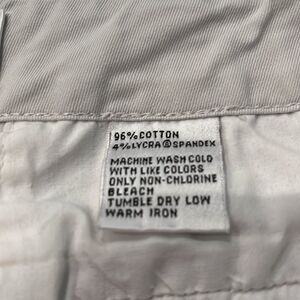 96% COTTON
4% LYCRA® SPANDEX
MACHINE WASH COLD
WITH LIKE COLORS
ONLY NON-CHLORINE
BLEACH
TUMBLE DRY LOW
WARM IRON